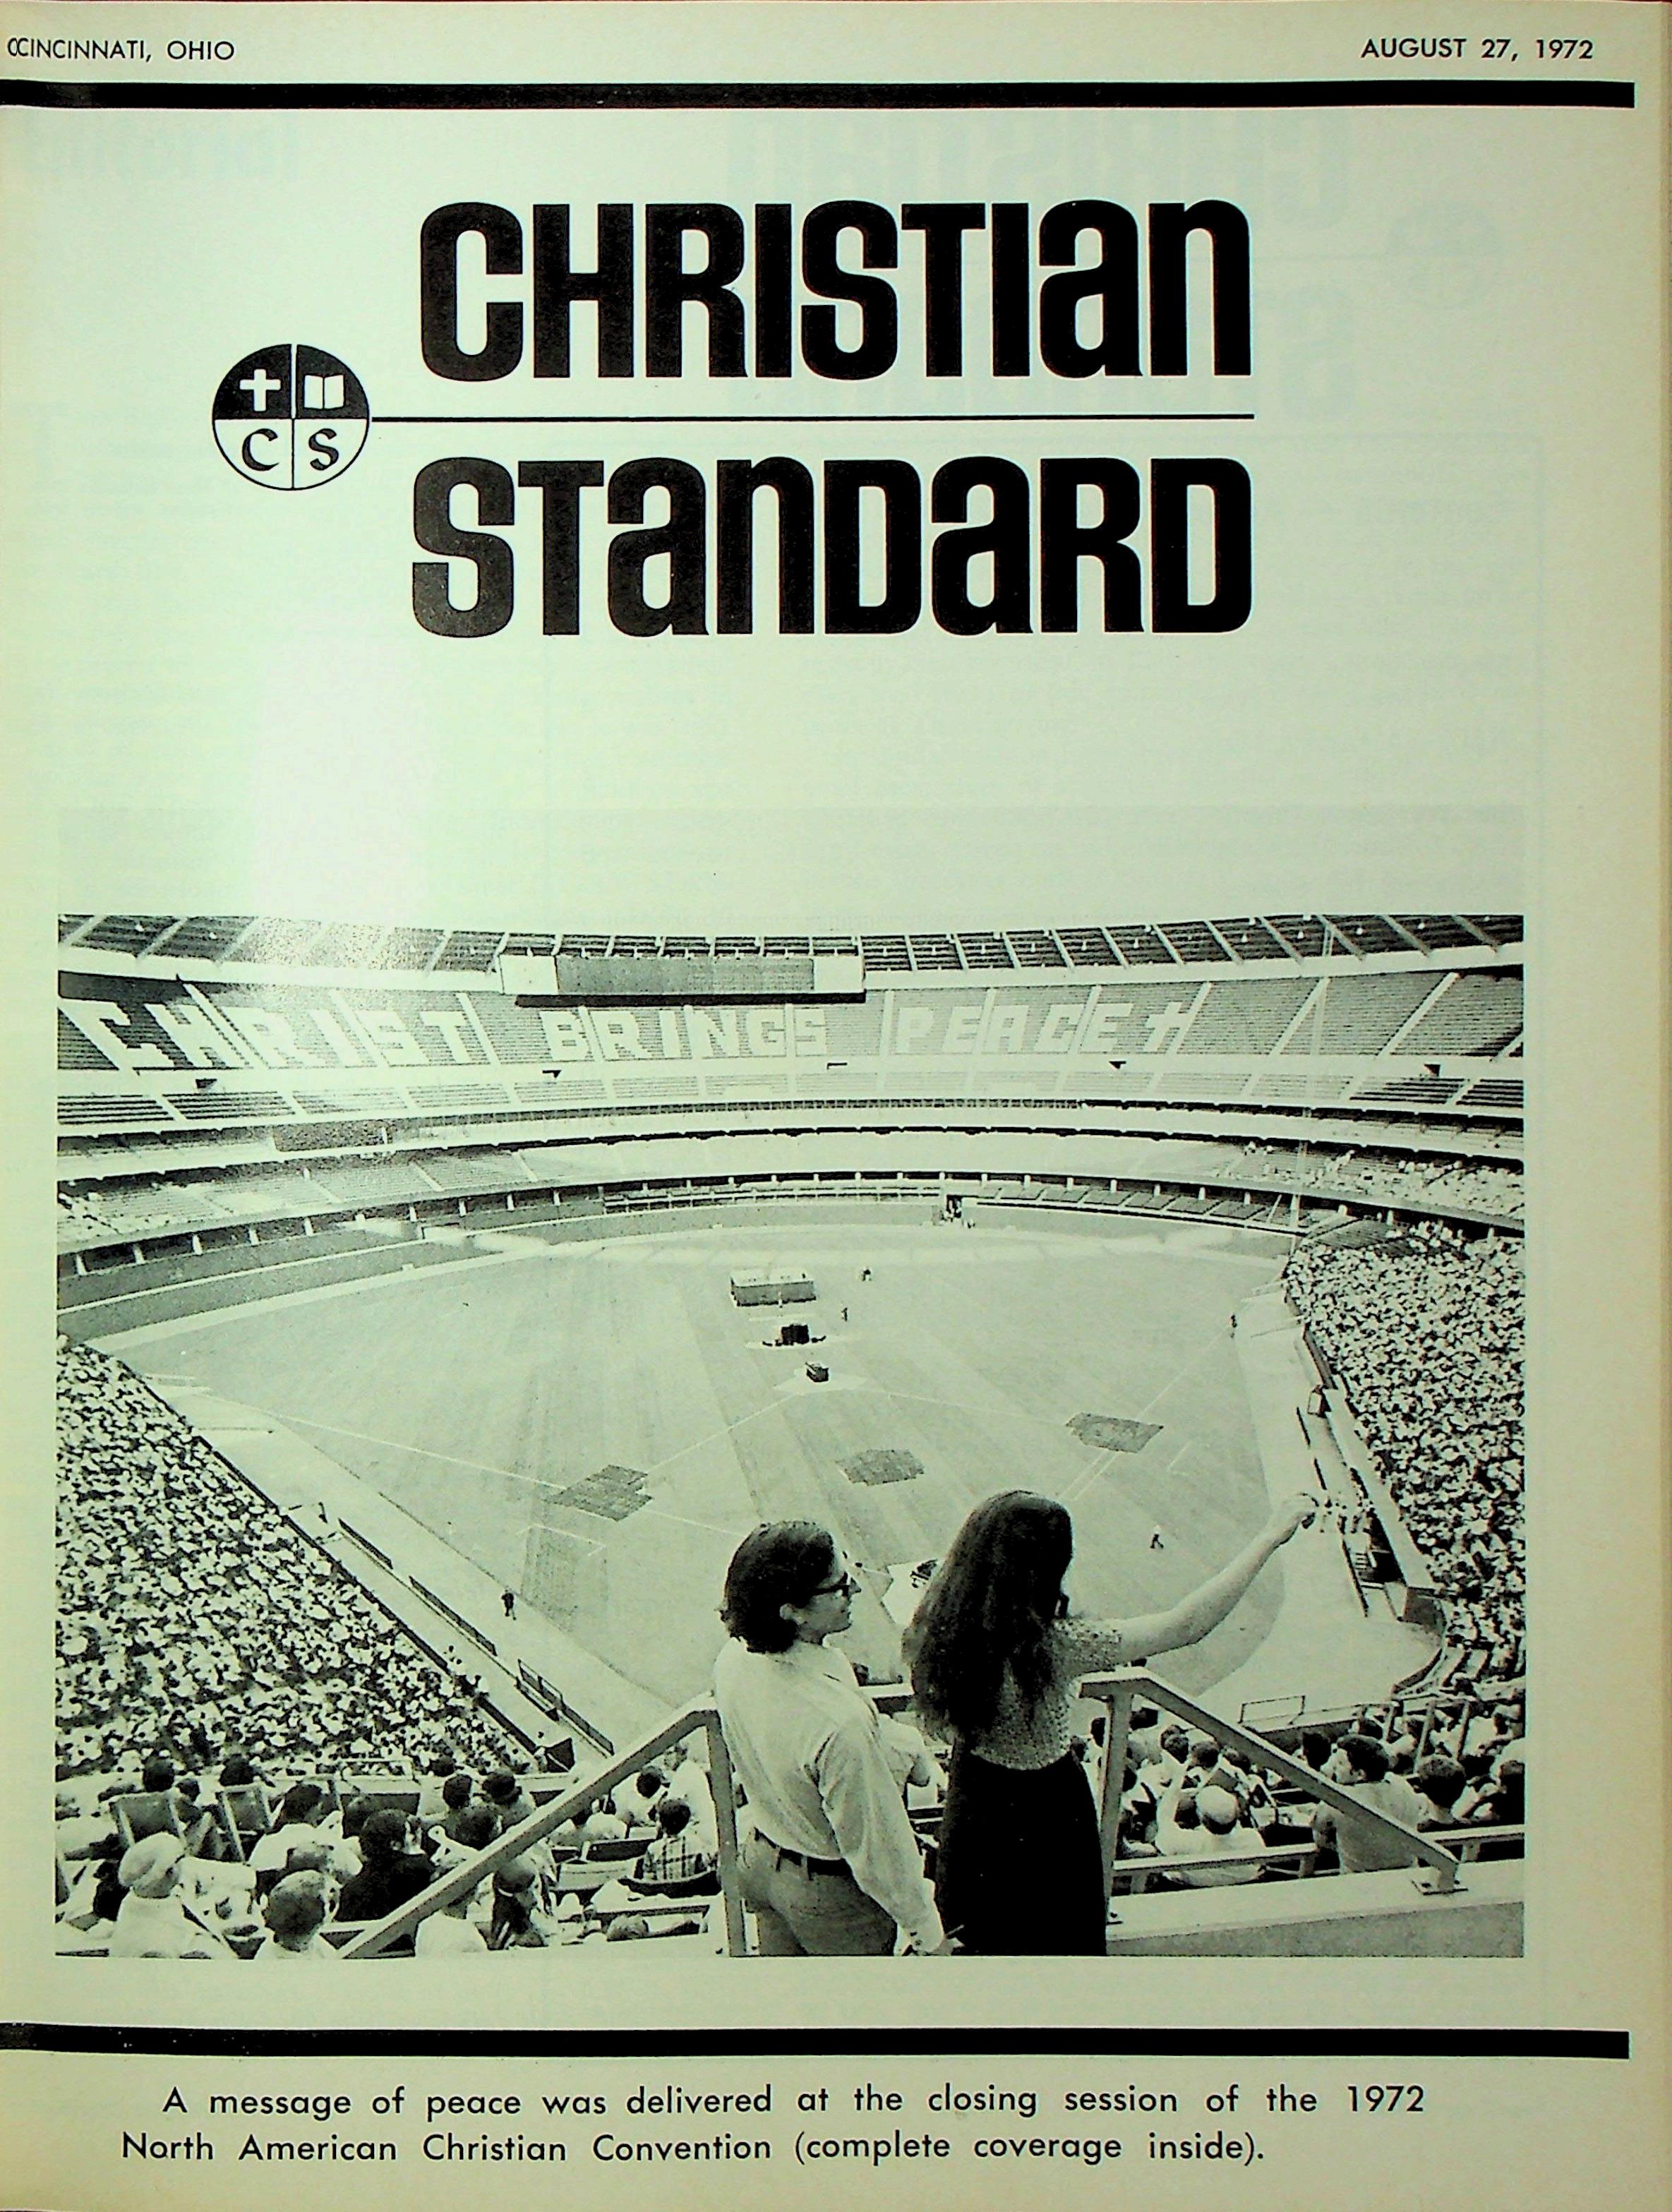 CINCINNATI, OHIO
AUGUST 27, 1972
CHRISTIan
C S
STanDaRD
CHRIST BRINGS PEACE
A message of peace was delivered at the closing session of the 1972
North American Christian Convention (complete coverage inside).